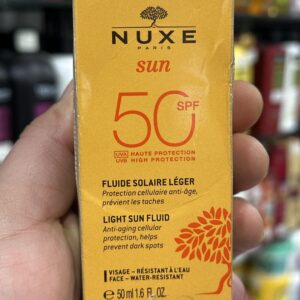 NUXE
PARIS
sun
50 SPF
UVA HAUTE PROTECTION
UVB HIGH PROTECTION
FLUIDE SOLAIRE LÉGER
Protection cellulaire anti-âge,
prévient les taches
LIGHT SUN FLUID
Anti-aging cellular
protection, helps
prevent dark spots
VISAGE - RÉSISTANT À L'EAU
FACE - WATER-RESISTANT
e 50 ml 1.6 fl. OZ